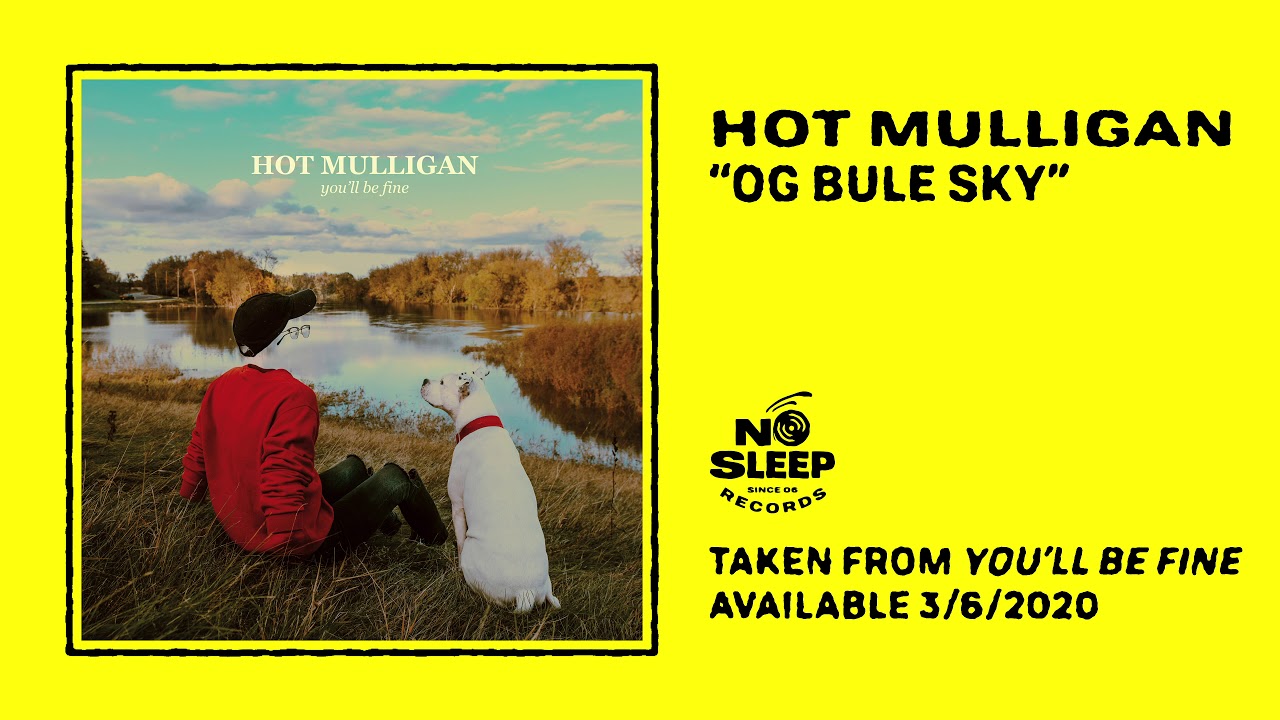 HOT MULLIGAN
you'll be fine
HOT MULLIGAN
“OG BULE SKY”
NO
SLEEP
SINCE 06
RECORDS
TAKEN FROM YOU'LL BE FINE
AVAILABLE 3/6/2020